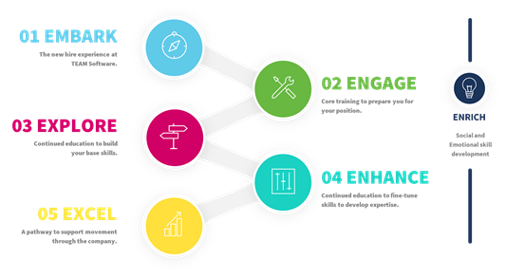 01 EMBARK
The new hire experience at
TEAM Software.
02 ENGAGE
Core training to prepare you for
your position.
03 EXPLORE
Continued education to build
your base skills.
04 ENHANCE
Continued education to fine-tune
skills to develop expertise.
05 EXCEL
A pathway to support movement
through the company.
ENRICH
Social and
Emotional skill
development